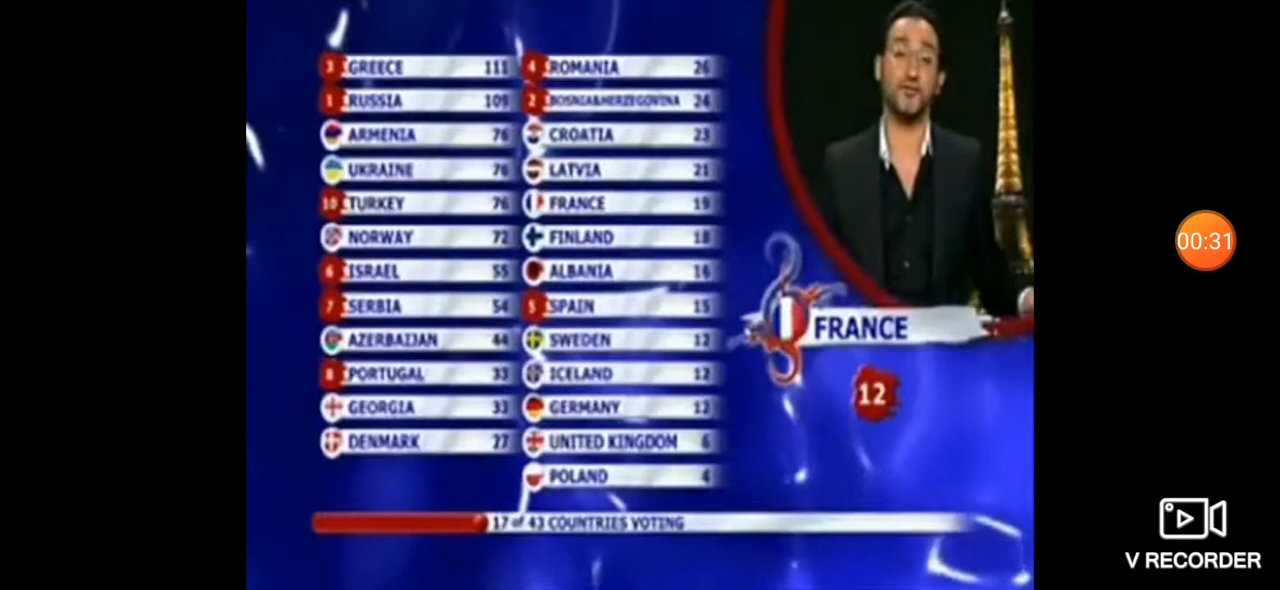 3 GREECE 111
1 RUSSIA 109
ARMENIA 76
UKRAINE 76
10 TURKEY 76
NORWAY 72
6 ISRAEL 55
7 SERBIA 54
AZERBAIJAN 44
8 PORTUGAL 33
GEORGIA 33
DENMARK 27
4 ROMANIA 26
2 BOSNIA&HERZEGOVINA 24
CROATIA 23
LATVIA 21
FRANCE 19
FINLAND 18
ALBANIA 16
5 SPAIN 15
SWEDEN 12
ICELAND 12
GERMANY 12
UNITED KINGDOM 6
POLAND 4
17 of 43 COUNTRIES VOTING
FRANCE
12
00:31
V RECORDER